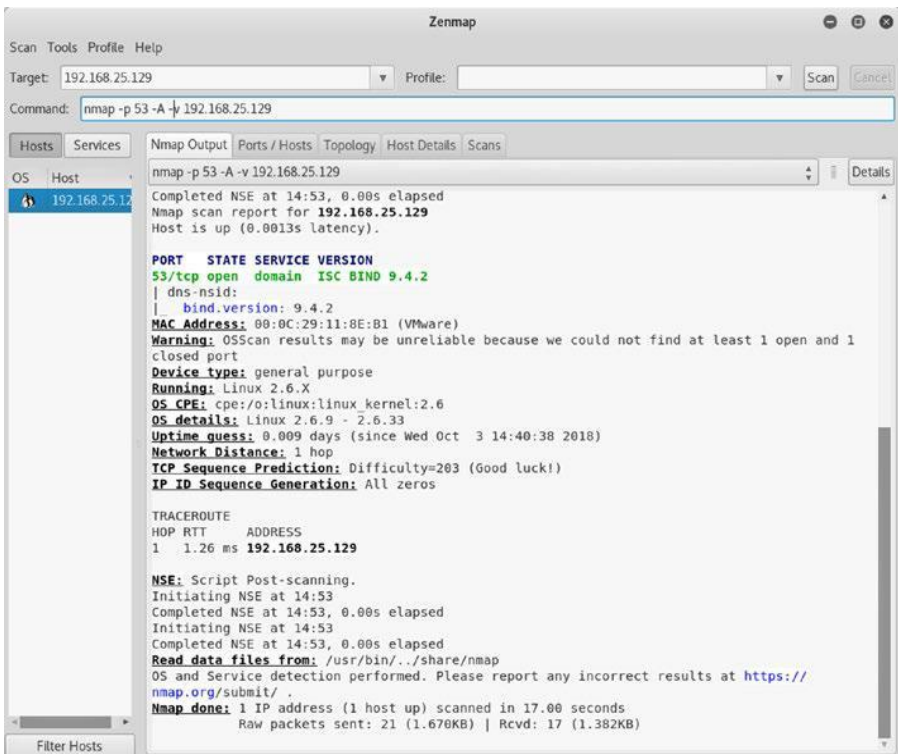 Zenmap
Scan Tools Profile Help
Target: 192.168.25.129 Profile: Scan Cancel
Command: nmap -p 53 -A -v 192.168.25.129
Hosts Services Nmap Output Ports / Hosts Topology Host Details Scans
OS Host nmap -p 53 -A -v 192.168.25.129 Details
192.168.25.12
Completed NSE at 14:53, 0.00s elapsed
Nmap scan report for 192.168.25.129
Host is up (0.0013s latency).
PORT STATE SERVICE VERSION
53/tcp open domain ISC BIND 9.4.2
| dns-nsid:
|_ bind.version: 9.4.2
MAC Address: 00:0C:29:11:8E:B1 (VMware)
Warning: OSScan results may be unreliable because we could not find at least 1 open and 1
closed port
Device type: general purpose
Running: Linux 2.6.X
OS CPE: cpe:/o:linux:linux_kernel:2.6
OS details: Linux 2.6.9 - 2.6.33
Uptime guess: 0.009 days (since Wed Oct 3 14:40:38 2018)
Network Distance: 1 hop
TCP Sequence Prediction: Difficulty=203 (Good luck!)
IP ID Sequence Generation: All zeros
TRACEROUTE
HOP RTT ADDRESS
1 1.26 ms 192.168.25.129
NSE: Script Post-scanning.
Initiating NSE at 14:53
Completed NSE at 14:53, 0.00s elapsed
Initiating NSE at 14:53
Completed NSE at 14:53, 0.00s elapsed
Read data files from: /usr/bin/../share/nmap
OS and Service detection performed. Please report any incorrect results at https://
nmap.org/submit/ .
Nmap done: 1 IP address (1 host up) scanned in 17.00 seconds
Raw packets sent: 21 (1.670KB) | Rcvd: 17 (1.382KB)
Filter Hosts